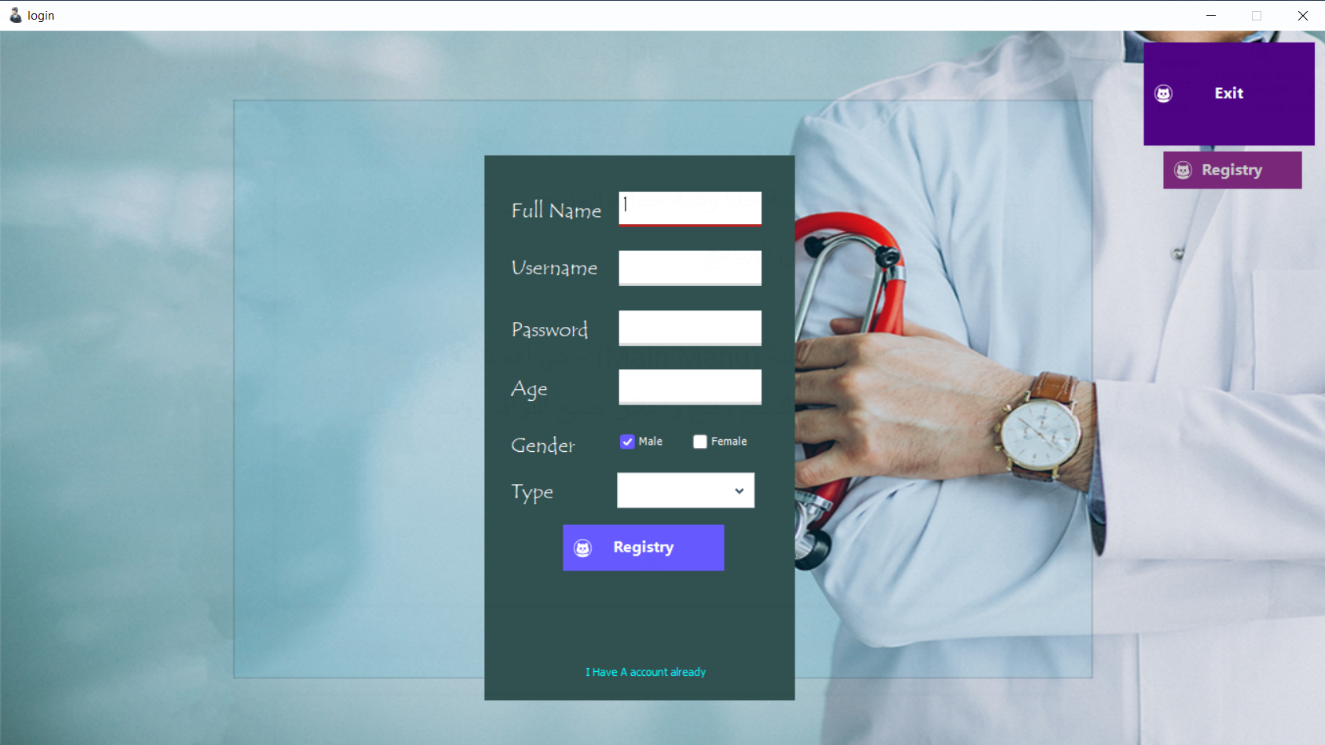 login
Exit
Registry
Full Name
Username
Password
Age
Gender
Male
Female
Type
Registry
I Have A account already